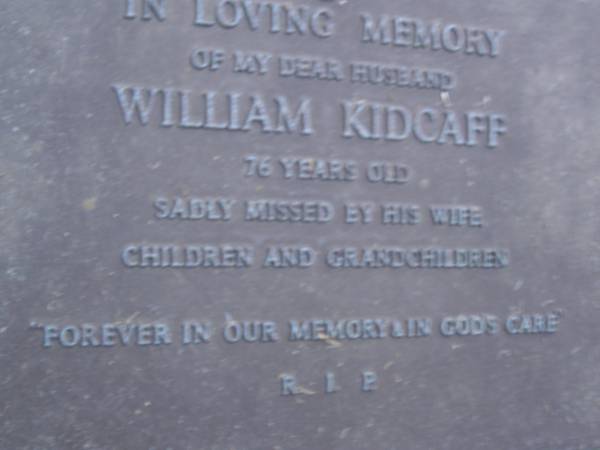 IN LOVING MEMORY
OF MY DEAR HUSBAND
WILLIAM KIDCAFF
76 YEARS OLD
SADLY MISSED BY HIS WIFE
CHILDREN AND GRANDCHILDREN
"FOREVER IN OUR MEMORY & IN GODS CARE"
R. I. P.